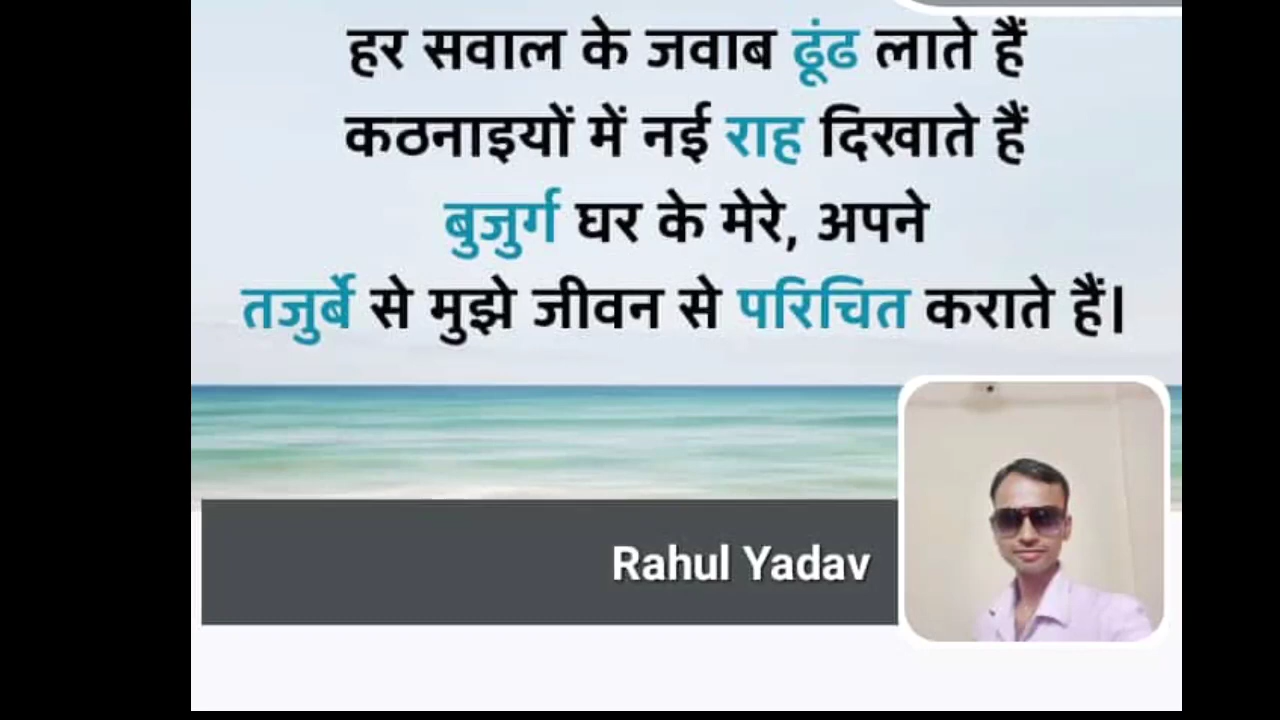 हर सवाल के जवाब ढूंढ लाते हैं
कठनाइयों में नई राह दिखाते हैं
बुजुर्ग घर के मेरे, अपने
तजुर्बे से मुझे जीवन से परिचित कराते हैं।
Rahul Yadav